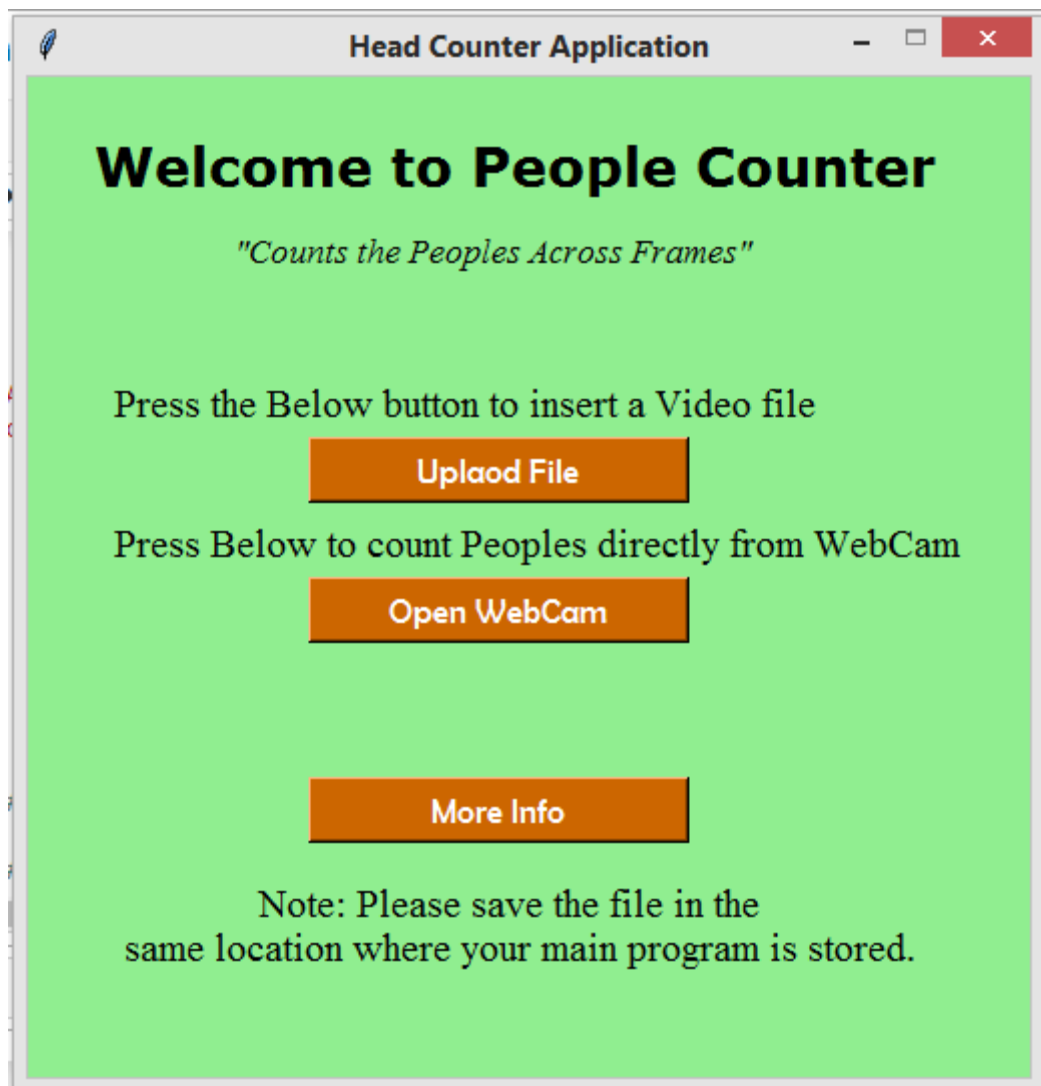 Head Counter Application
Welcome to People Counter
"Counts the Peoples Across Frames"
Press the Below button to insert a Video file
Uplaod File
Press Below to count Peoples directly from WebCam
Open WebCam
More Info
Note: Please save the file in the
same location where your main program is stored.